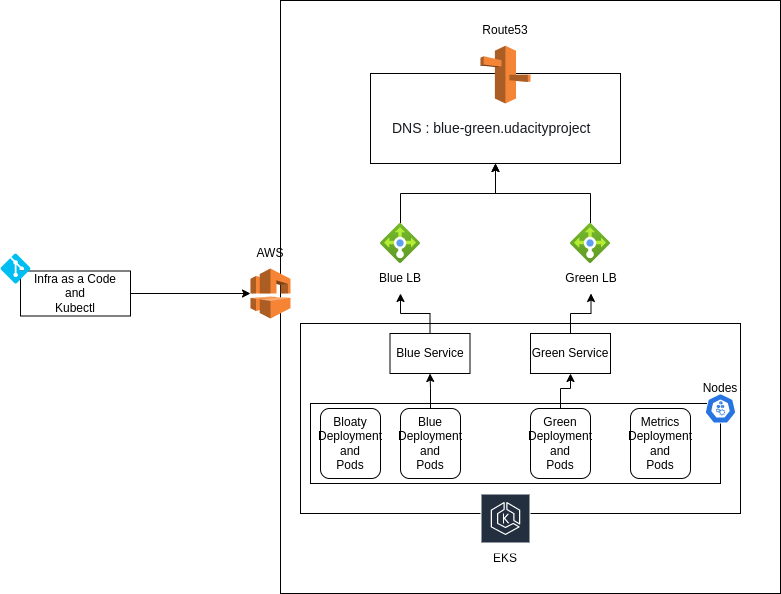 Route53
DNS : blue-green.udacityproject
AWS
Infra as a Code
and
Kubectl
Blue LB
Green LB
Blue Service
Green Service
Nodes
Bloaty
Deployment
and
Pods
Blue
Deployment
and
Pods
Green
Deployment
and
Pods
Metrics
Deployment
and
Pods
K
EKS